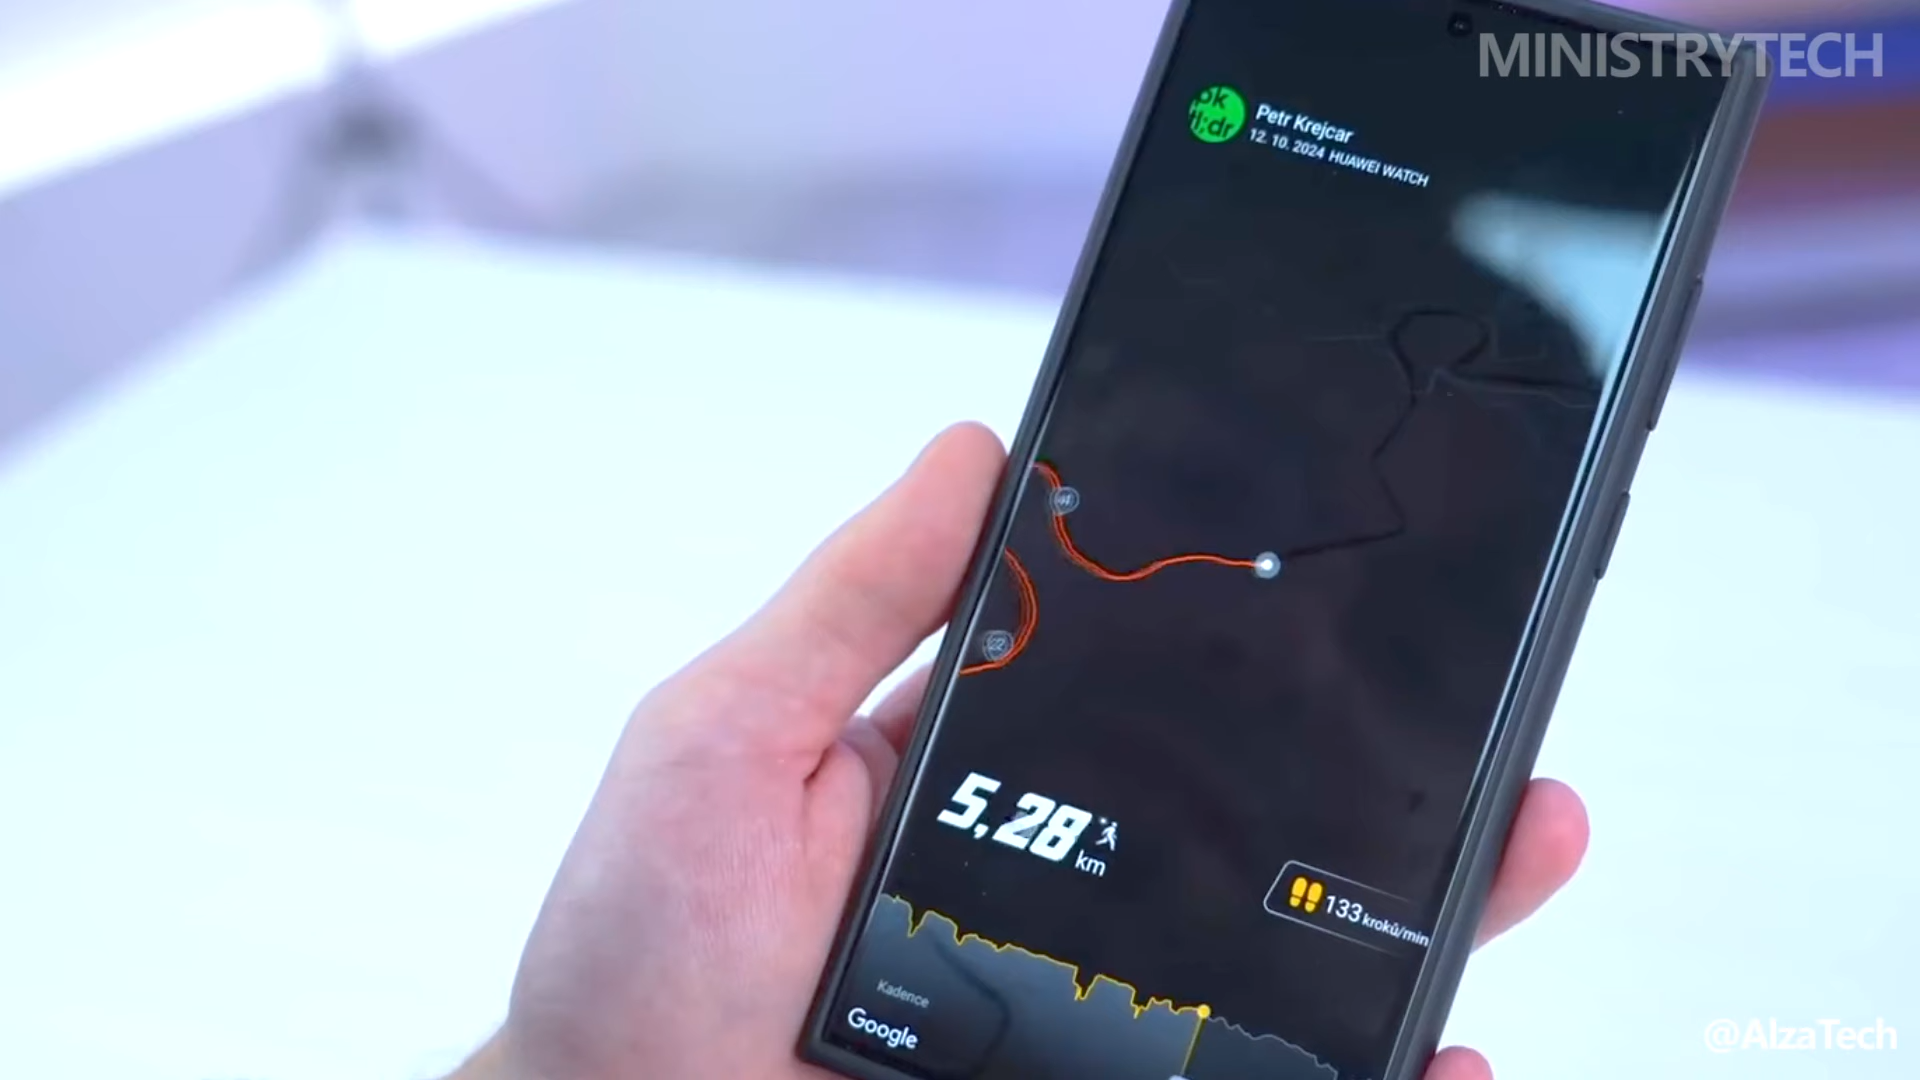 MINISTRYTECH
Petr Krejcar
12. 10. 2024 HUAWEI WATCH
5,28 km
133 kroků/min
Kadence
Google
@AlzaTech